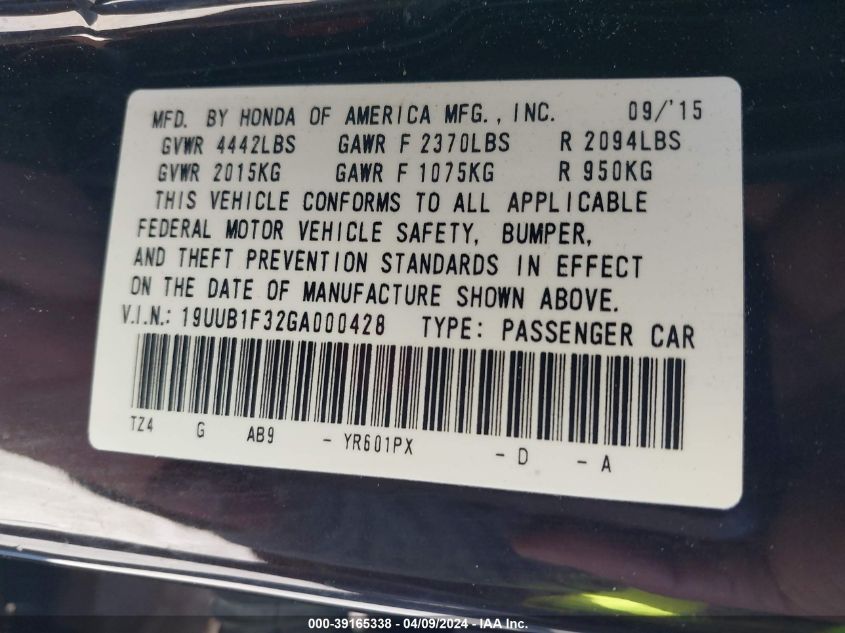 MFD. BY HONDA OF AMERICA MFG., INC. 09/'15
GVWR 4442LBS GAWR F 2370LBS R 2094LBS
GVWR 2015KG GAWR F 1075KG R 950KG
THIS VEHICLE CONFORMS TO ALL APPLICABLE
FEDERAL MOTOR VEHICLE SAFETY, BUMPER,
AND THEFT PREVENTION STANDARDS IN EFFECT
ON THE DATE OF MANUFACTURE SHOWN ABOVE.
V.I.N.: 19UUB1F32GA000428 TYPE: PASSENGER CAR
TZ4 G AB9 - YR601PX - D - A
000-39165338 - 04/09/2024 - IAA Inc.